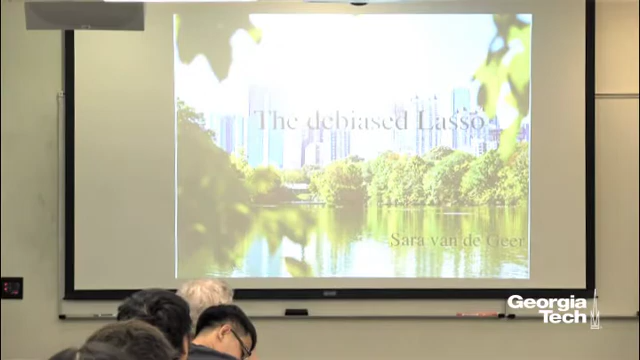 The debiased Lasso
Sara van de Geer
Georgia
Tech